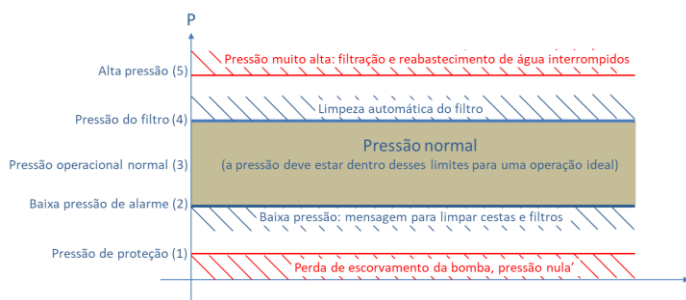 P
Pressão muito alta: filtração e reabastecimento de água interrompidos
Alta pressão (5)
Limpeza automática do filtro
Pressão do filtro (4)
Pressão normal
Pressão operacional normal (3)
(a pressão deve estar dentro desses limites para uma operação ideal)
Baixa pressão de alarme (2)
Baixa pressão: mensagem para limpar cestas e filtros
Pressão de proteção (1)
Perda de escorvamento da bomba, pressão nula’